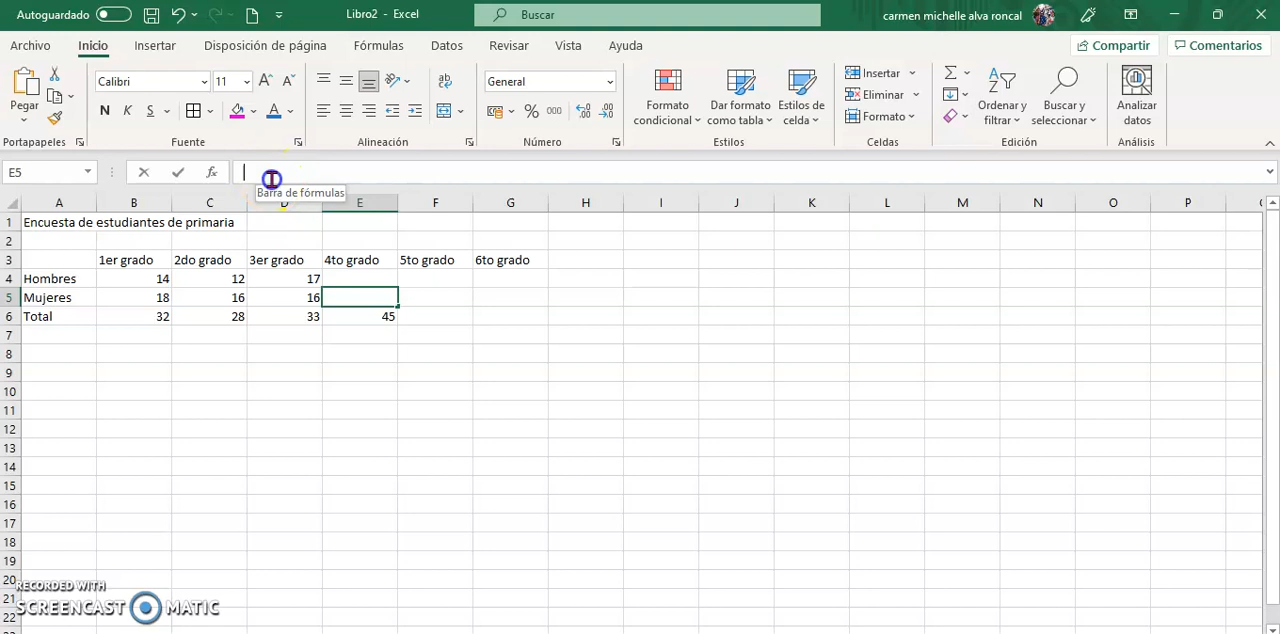 Autoguardado Libro2 - Excel Buscar carmen michelle alva roncal
Archivo Inicio Insertar Disposición de página Fórmulas Datos Revisar Vista Ayuda Compartir Comentarios
Pegar Calibri 11 General Formato condicional Dar formato como tabla Estilos de celda Insertar Eliminar Formato Ordenar y filtrar Buscar y seleccionar Analizar datos
N K S % 000
Portapapeles Fuente Alineación Número Estilos Celdas Edición Análisis
E5 fx
Barra de fórmulas
A B C D E F G H I J K L M N O P
1 Encuesta de estudiantes de primaria
2
3 1er grado 2do grado 3er grado 4to grado 5to grado 6to grado
4 Hombres 14 12 17
5 Mujeres 18 16 16
6 Total 32 28 33 45
7
8
9
10
11
12
13
14
15
16
17
18
19
20
21
22
RECORDED WITH
SCREENCAST MATIC